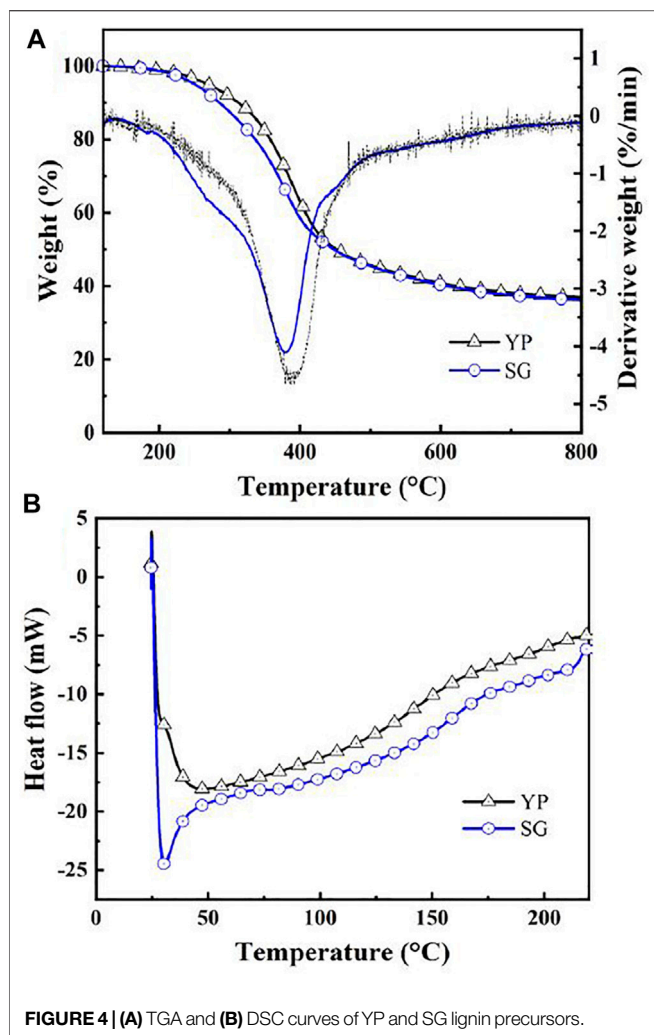 A
100
80
60
40
20
0
Weight (%)
1
0
-1
-2
-3
-4
-5
Derivative weight (%/min)
YP
SG
200
400
600
800
Temperature (°C)
B
5
0
-5
-10
-15
-20
-25
Heat flow (mW)
YP
SG
0
50
100
150
200
Temperature (°C)
FIGURE 4 | (A) TGA and (B) DSC curves of YP and SG lignin precursors.